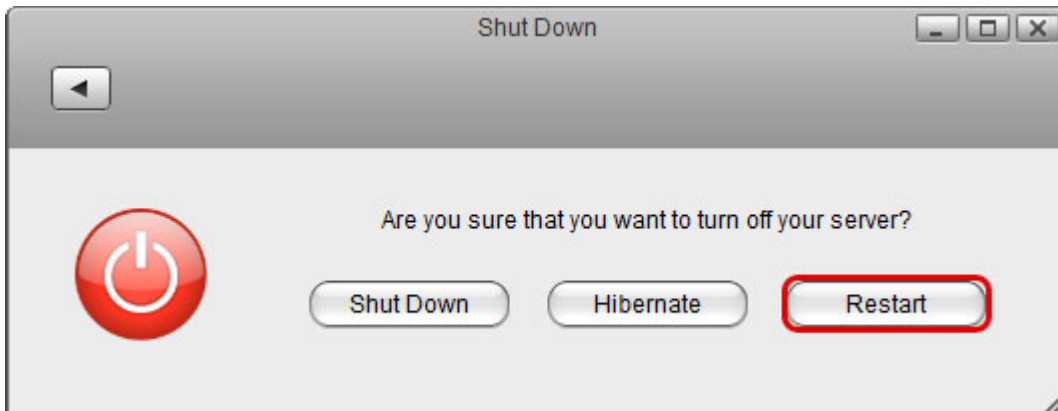 Shut Down
Are you sure that you want to turn off your server?
Shut Down
Hibernate
Restart